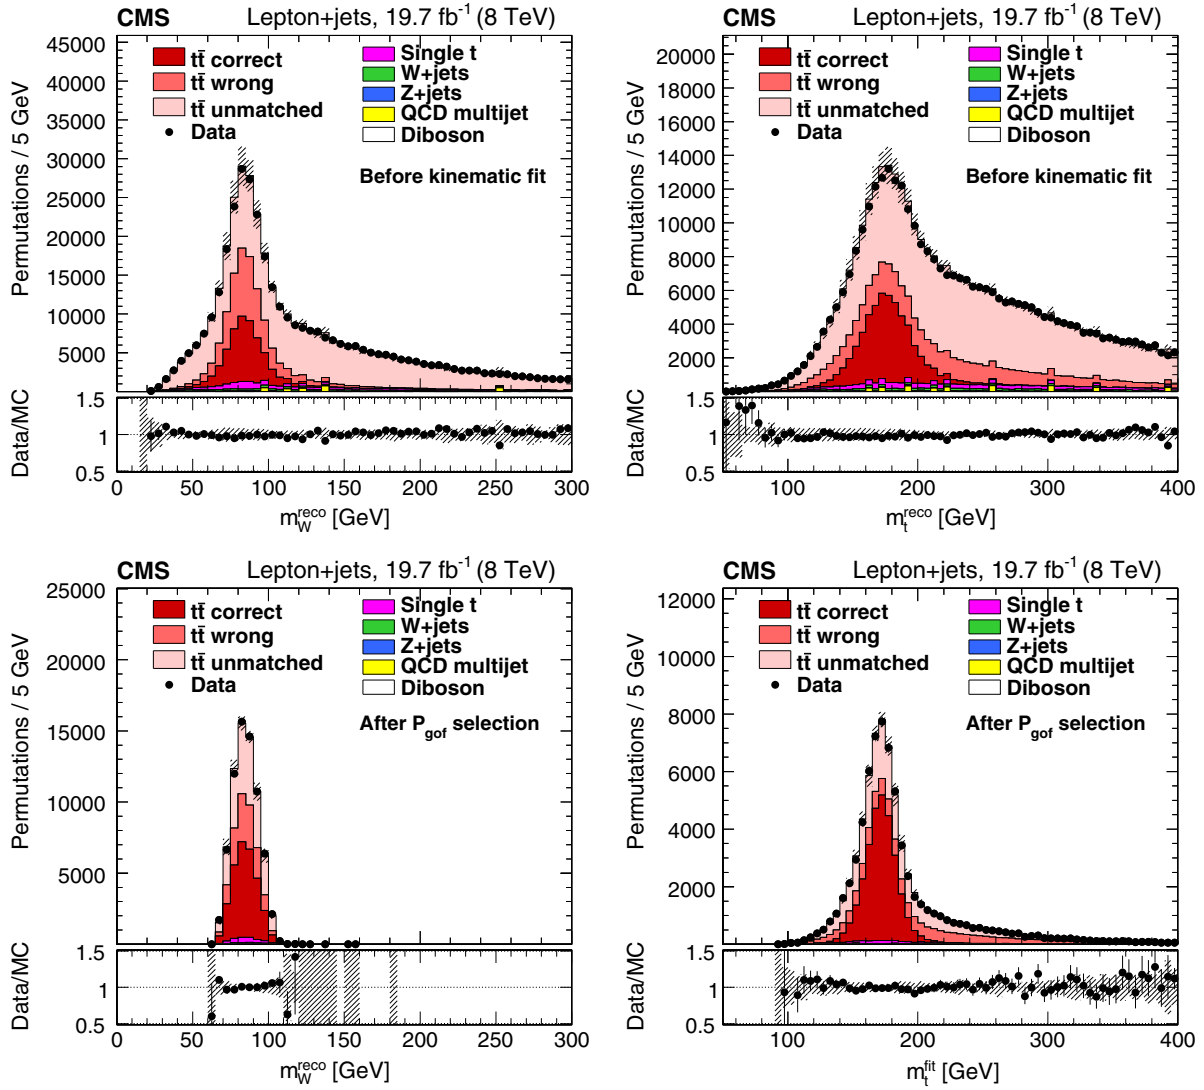 CMS Lepton+jets, 19.7 fb⁻¹ (8 TeV)
Permutations / 5 GeV
45000
40000
35000
30000
25000
20000
15000
10000
5000
tt̄ correct
tt̄ wrong
tt̄ unmatched
Data
Single t
W+jets
Z+jets
QCD multijet
Diboson
Before kinematic fit
Data/MC
1.5
1
0.5
0 50 100 150 200 250 300
m_W^reco [GeV]
CMS Lepton+jets, 19.7 fb⁻¹ (8 TeV)
Permutations / 5 GeV
20000
18000
16000
14000
12000
10000
8000
6000
4000
2000
tt̄ correct
tt̄ wrong
tt̄ unmatched
Data
Single t
W+jets
Z+jets
QCD multijet
Diboson
Before kinematic fit
Data/MC
1.5
1
0.5
100 200 300 400
m_t^reco [GeV]
CMS Lepton+jets, 19.7 fb⁻¹ (8 TeV)
Permutations / 5 GeV
25000
20000
15000
10000
5000
tt̄ correct
tt̄ wrong
tt̄ unmatched
Data
Single t
W+jets
Z+jets
QCD multijet
Diboson
After P_gof selection
Data/MC
1.5
1
0.5
0 50 100 150 200 250 300
m_W^reco [GeV]
CMS Lepton+jets, 19.7 fb⁻¹ (8 TeV)
Permutations / 5 GeV
12000
10000
8000
6000
4000
2000
tt̄ correct
tt̄ wrong
tt̄ unmatched
Data
Single t
W+jets
Z+jets
QCD multijet
Diboson
After P_gof selection
Data/MC
1.5
1
0.5
100 200 300 400
m_t^fit [GeV]